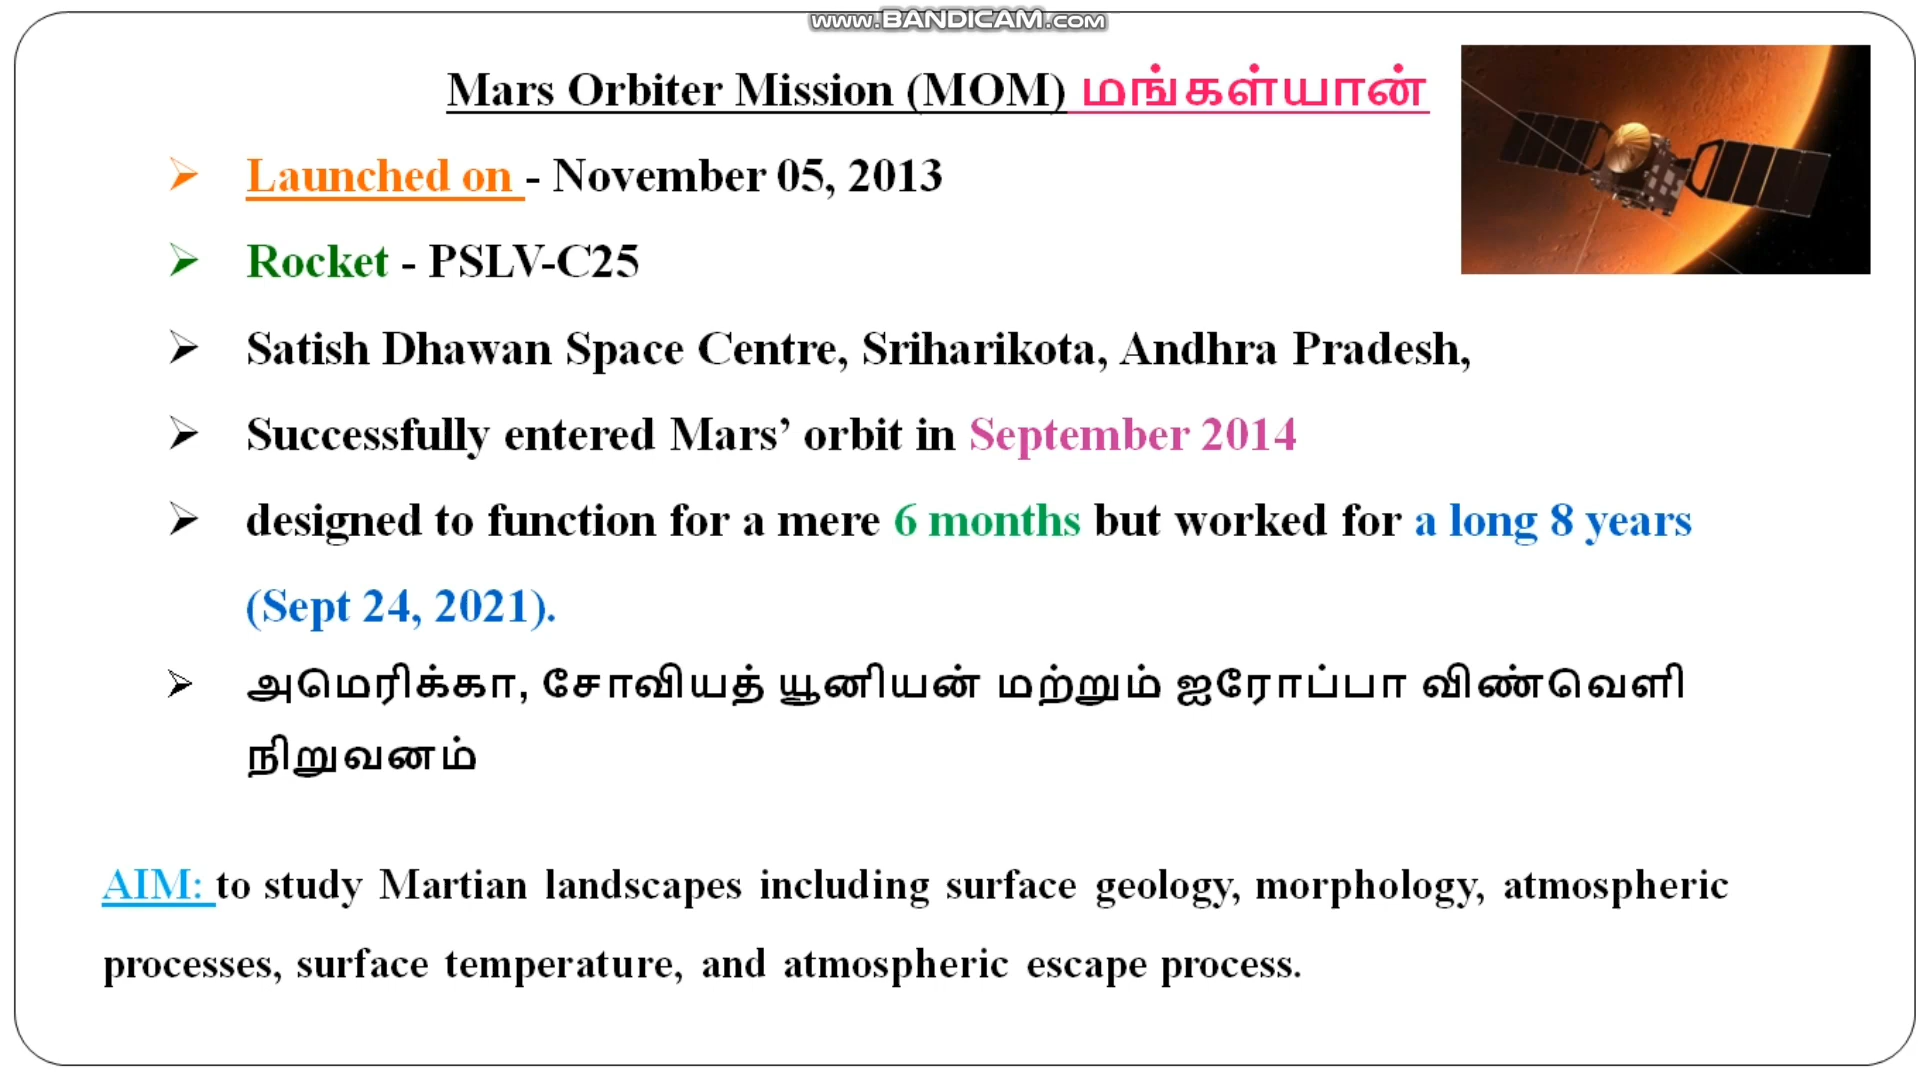 www.BANDICAM.com
Mars Orbiter Mission (MOM) மங்கள்யான்
Launched on - November 05, 2013
Rocket - PSLV-C25
Satish Dhawan Space Centre, Sriharikota, Andhra Pradesh,
Successfully entered Mars’ orbit in September 2014
designed to function for a mere 6 months but worked for a long 8 years
(Sept 24, 2021).
அமெரிக்கா, சோவியத் யூனியன் மற்றும் ஐரோப்பா விண்வெளி
நிறுவனம்
AIM: to study Martian landscapes including surface geology, morphology, atmospheric
processes, surface temperature, and atmospheric escape process.